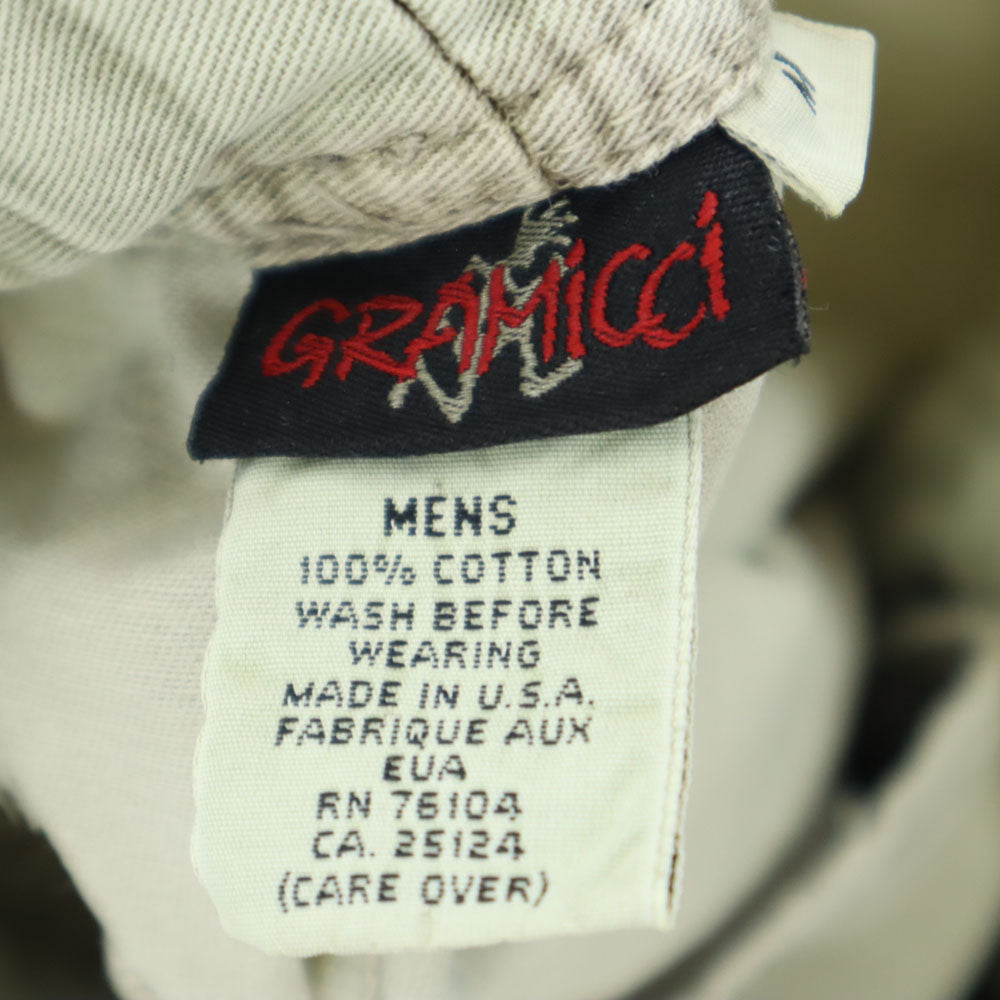 GRAMiCCi
MENS
100% COTTON
WASH BEFORE
WEARING
MADE IN U.S.A.
FABRIQUE AUX
EUA
RN 76104
CA. 25124
(CARE OVER)